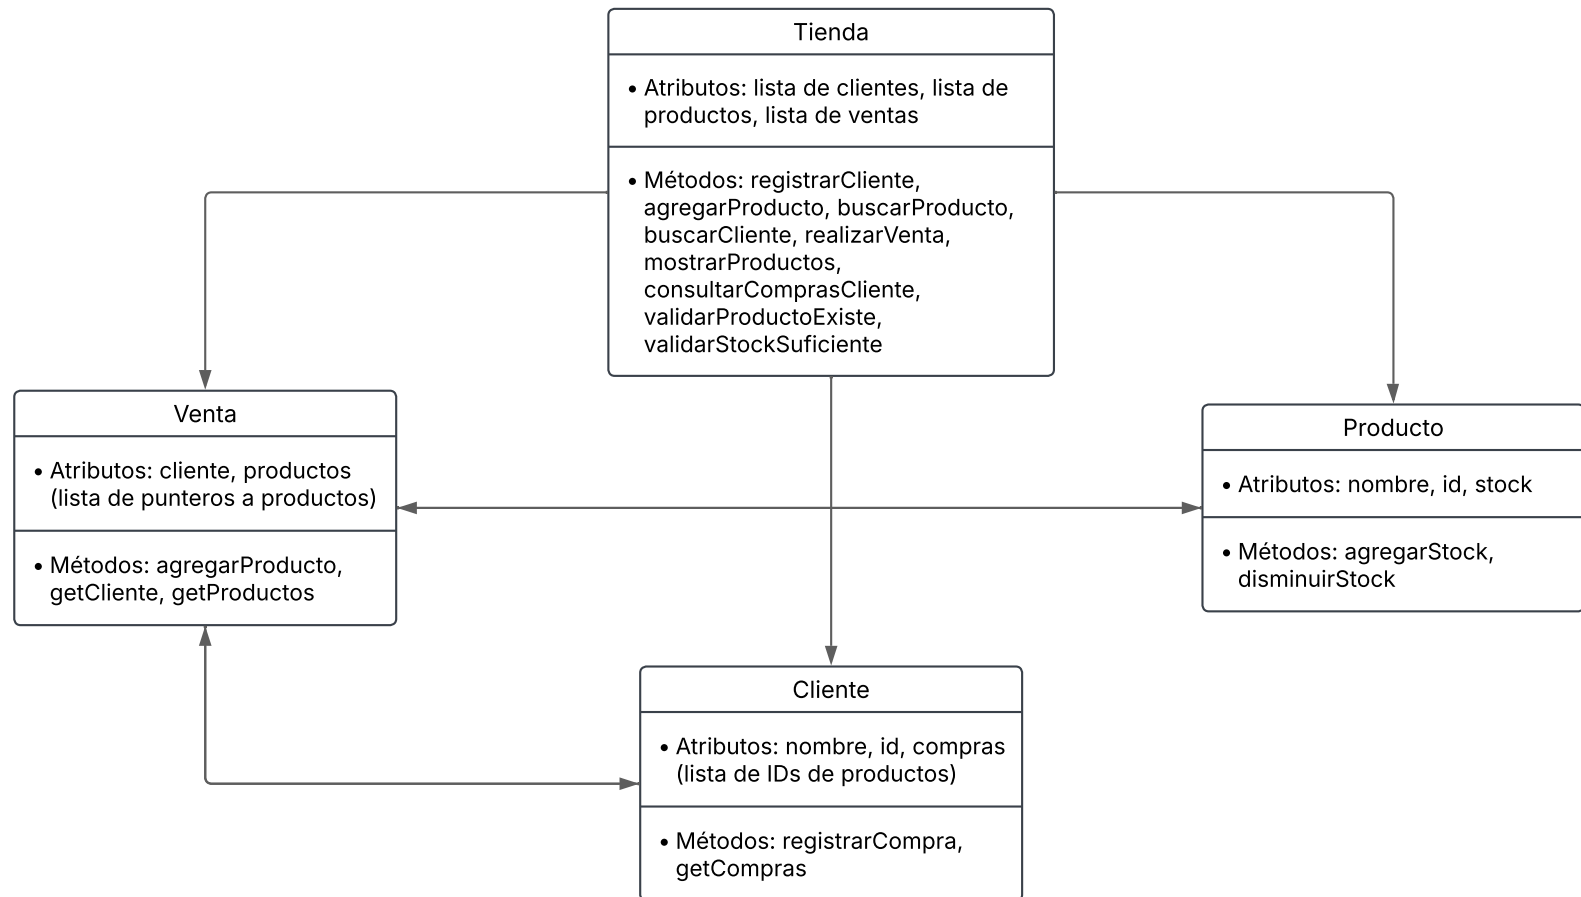 Tienda
• Atributos: lista de clientes, lista de
productos, lista de ventas
• Métodos: registrarCliente,
agregarProducto, buscarProducto,
buscarCliente, realizarVenta,
mostrarProductos,
consultarComprasCliente,
validarProductoExiste,
validarStockSuficiente
Venta
• Atributos: cliente, productos
(lista de punteros a productos)
• Métodos: agregarProducto,
getCliente, getProductos
Producto
• Atributos: nombre, id, stock
• Métodos: agregarStock,
disminuirStock
Cliente
• Atributos: nombre, id, compras
(lista de IDs de productos)
• Métodos: registrarCompra,
getCompras